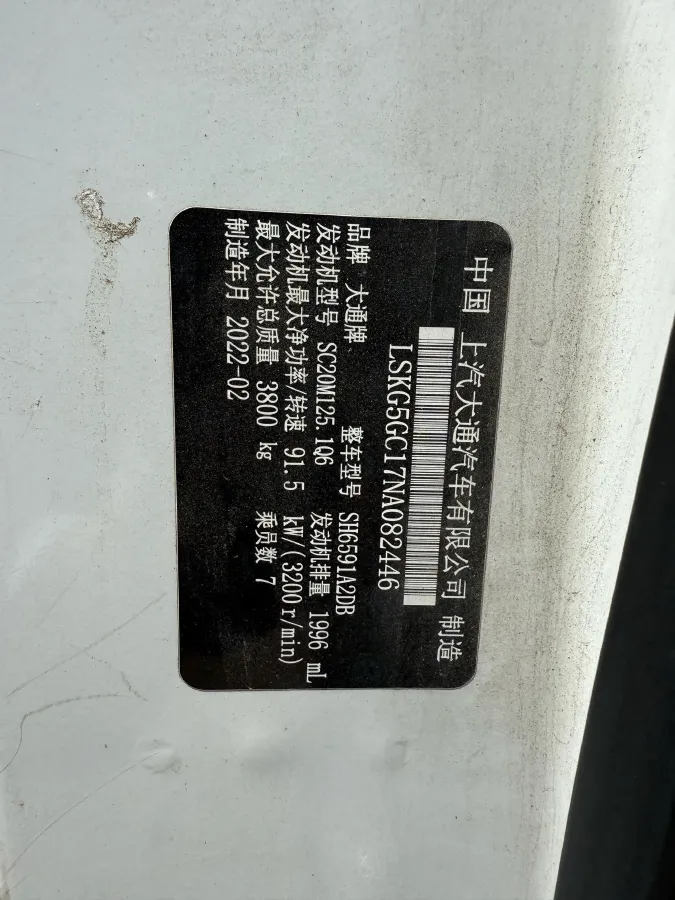 中国 上汽大通汽车有限公司 制造
LSKG5GC17NA082446
品牌 大通牌 整车型号 SH6591A2DB
发动机型号 SC20M125.1Q6 发动机排量 1996 mL
发动机最大净功率/转速 91.5 kW/(3200r/min)
最大允许总质量 3800 kg 乘员数 7
制造年月 2022-02